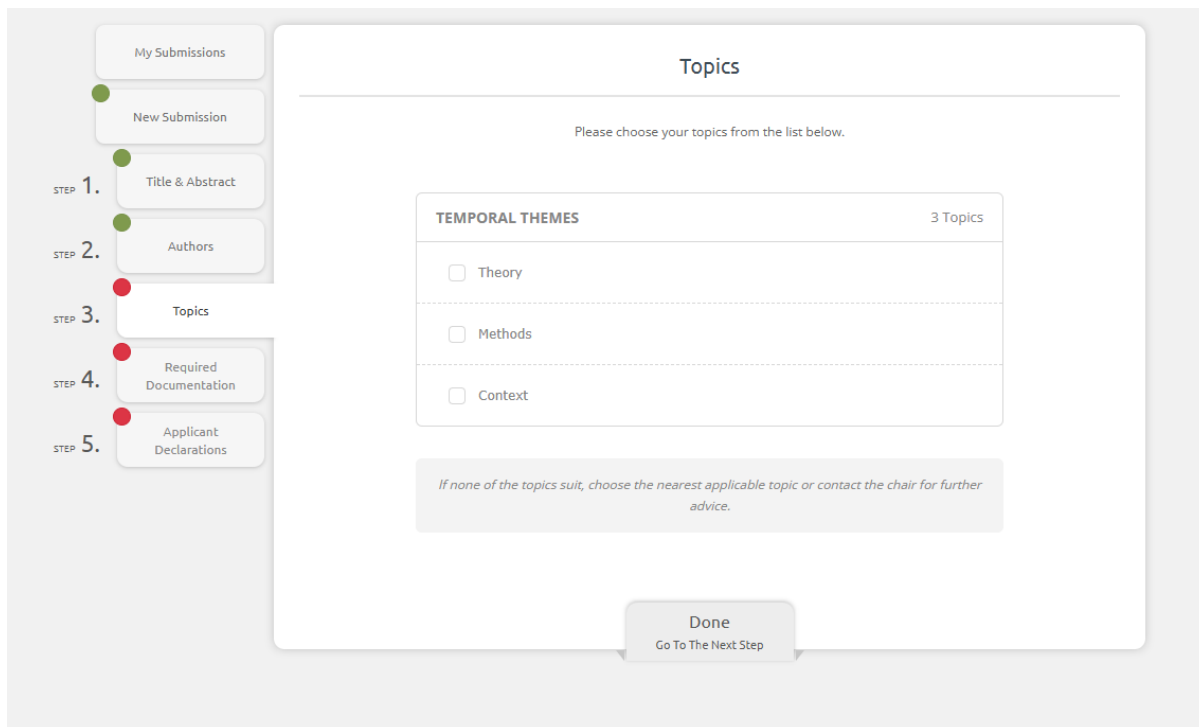 My Submissions
New Submission
STEP 1. Title & Abstract
STEP 2. Authors
STEP 3. Topics
STEP 4. Required
Documentation
STEP 5. Applicant
Declarations
Topics
Please choose your topics from the list below.
TEMPORAL THEMES 3 Topics
Theory
Methods
Context
If none of the topics suit, choose the nearest applicable topic or contact the chair for further
advice.
Done
Go To The Next Step